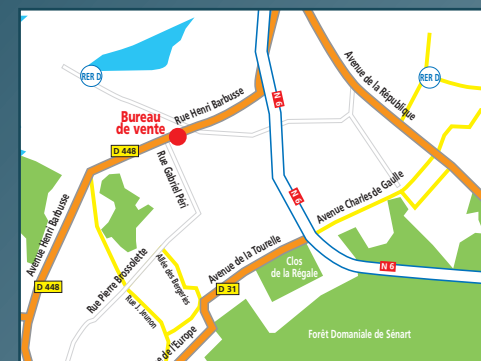 RER D
RER D
Avenue de la République
N 6
Rue Henri Barbusse
Bureau
de vente
D 448
Rue Gabriel Péri
N 6
Avenue Charles de Gaulle
Avenue Henri Barbusse
Avenue de la Tourelle
Clos
de la Régale
N 6
Rue Pierre Brossolette
Allée des Bergeries
D 448
D 31
Rue J. Jeunon
e de l'Europe
Forêt Domaniale de Sénart